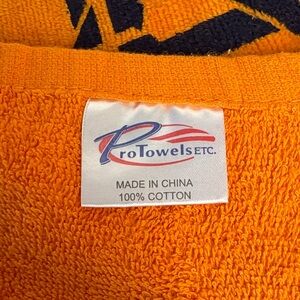 ProTowels ETC.
MADE IN CHINA
100% COTTON